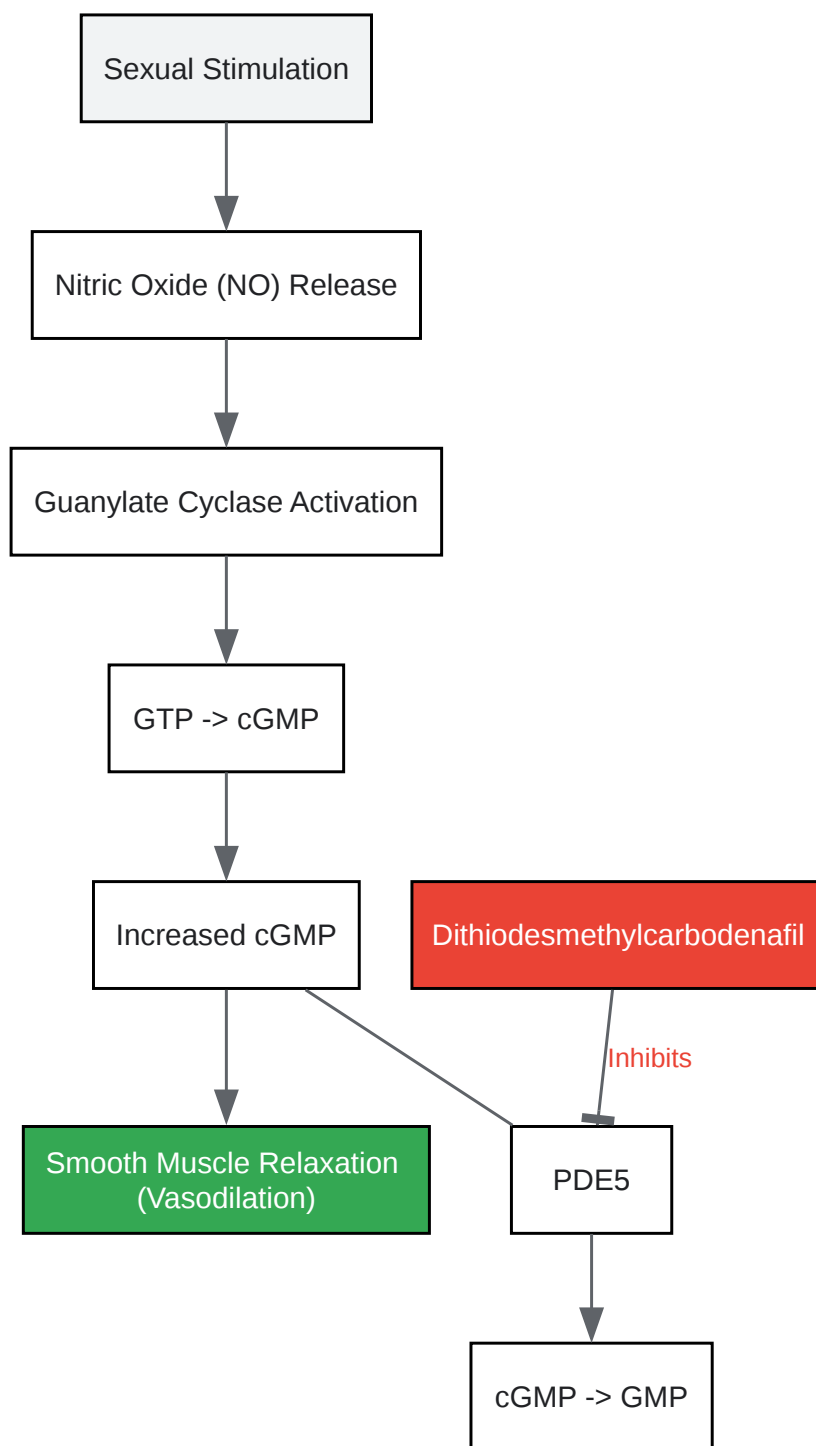 Sexual Stimulation
Nitric Oxide (NO) Release
Guanylate Cyclase Activation
GTP -> cGMP
Increased cGMP
Dithiodesmethylcarbodenafil
Inhibits
Smooth Muscle Relaxation
(Vasodilation)
PDE5
cGMP -> GMP